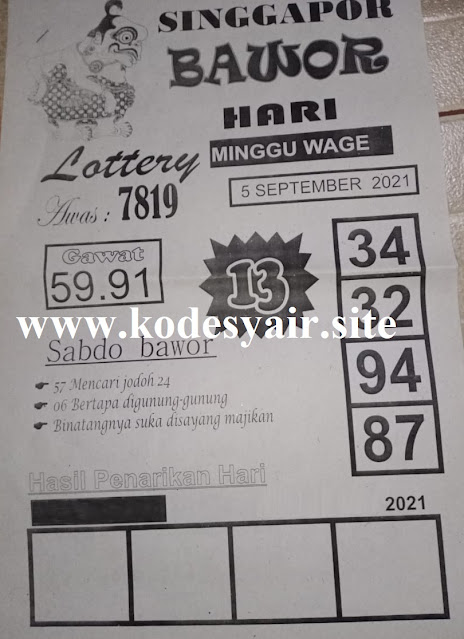 SINGGAPOR
BAWOR
HARI
MINGGU WAGE
Lottery
5 SEPTEMBER 2021
Awas : 7819
Gawat
59.91
13
34
32
94
87
www.kodesyair.site
Sabdo bawor
57 Mencari jodoh 24
06 Bertapa digunung-gunung
Binatangnya suka disayang majikan
Hasil Penarikan Hari
2021